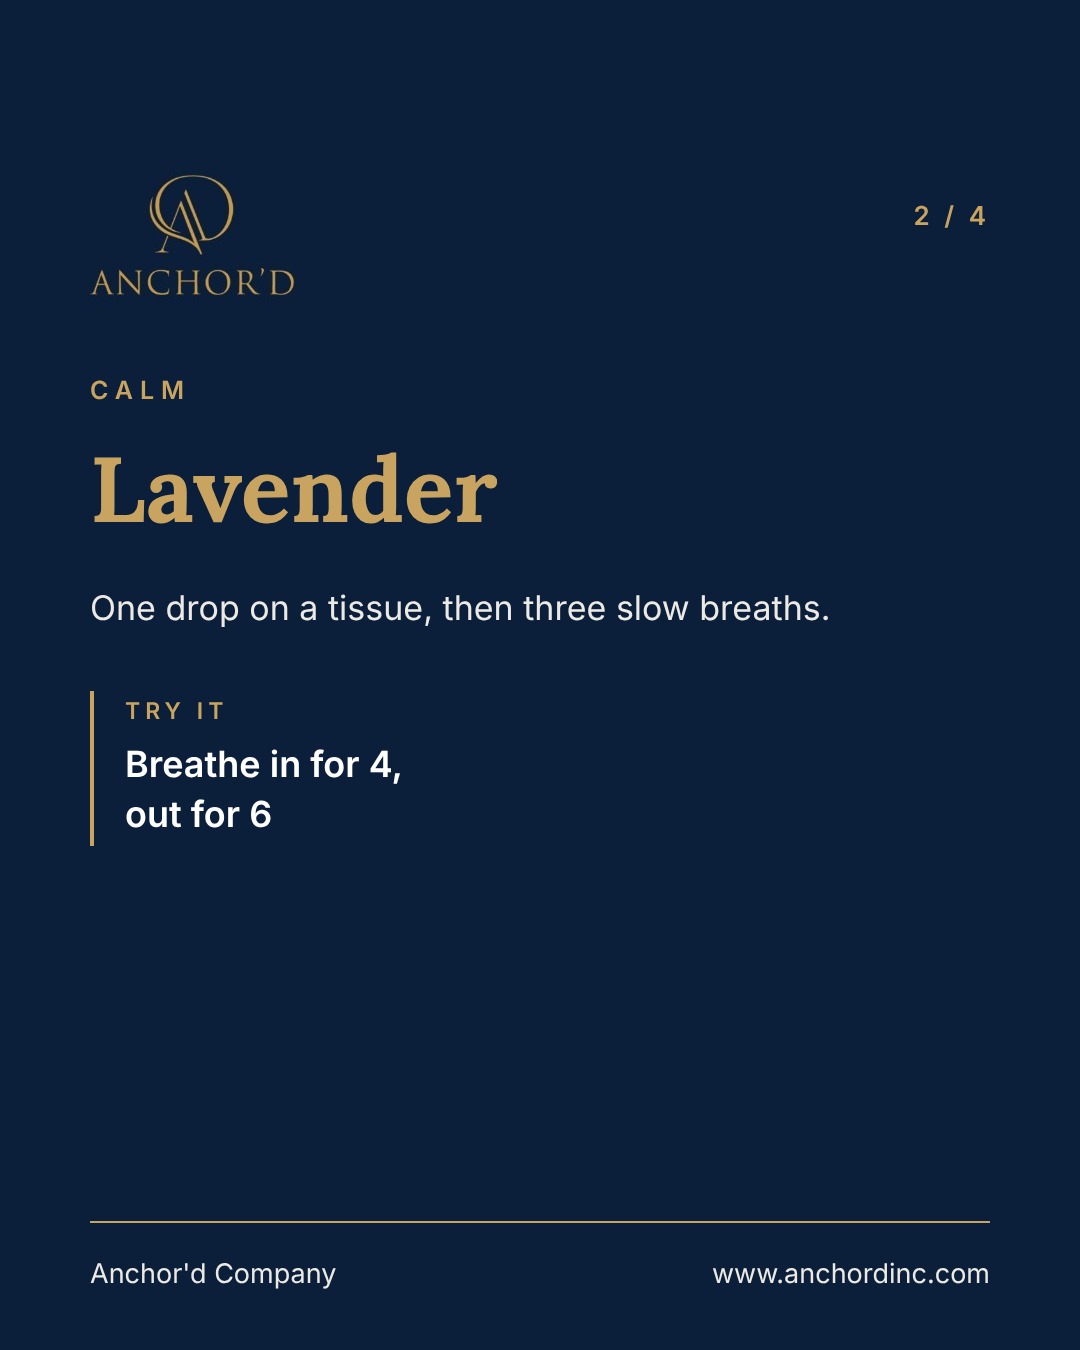 ANCHOR’D
2 / 4
CALM
Lavender
One drop on a tissue, then three slow breaths.
TRY IT
Breathe in for 4,
out for 6
Anchor'd Company
www.anchordinc.com